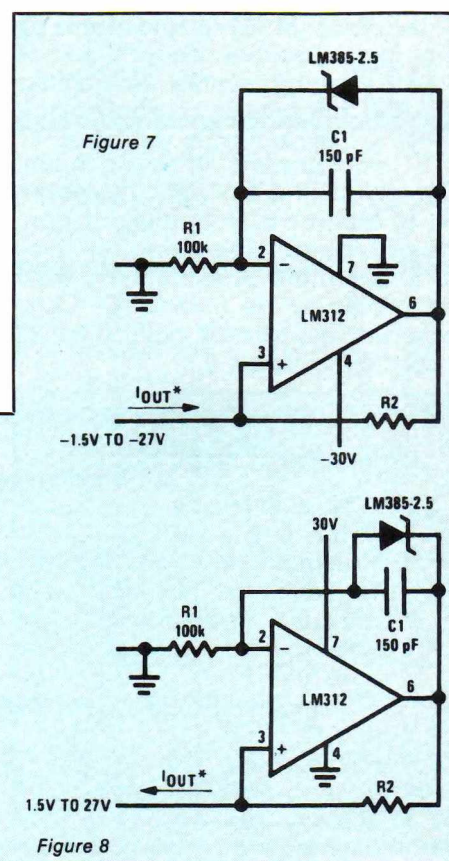 LM385-2.5
Figure 7
C1
150 pF
R1
100k
2
7
LM312
6
3
4
IOUT*
R2
−1.5V TO −27V
−30V
LM385-2.5
30V
C1
150 pF
R1
100k
2
7
LM312
6
3
4
IOUT*
R2
1.5V TO 27V
Figure 8